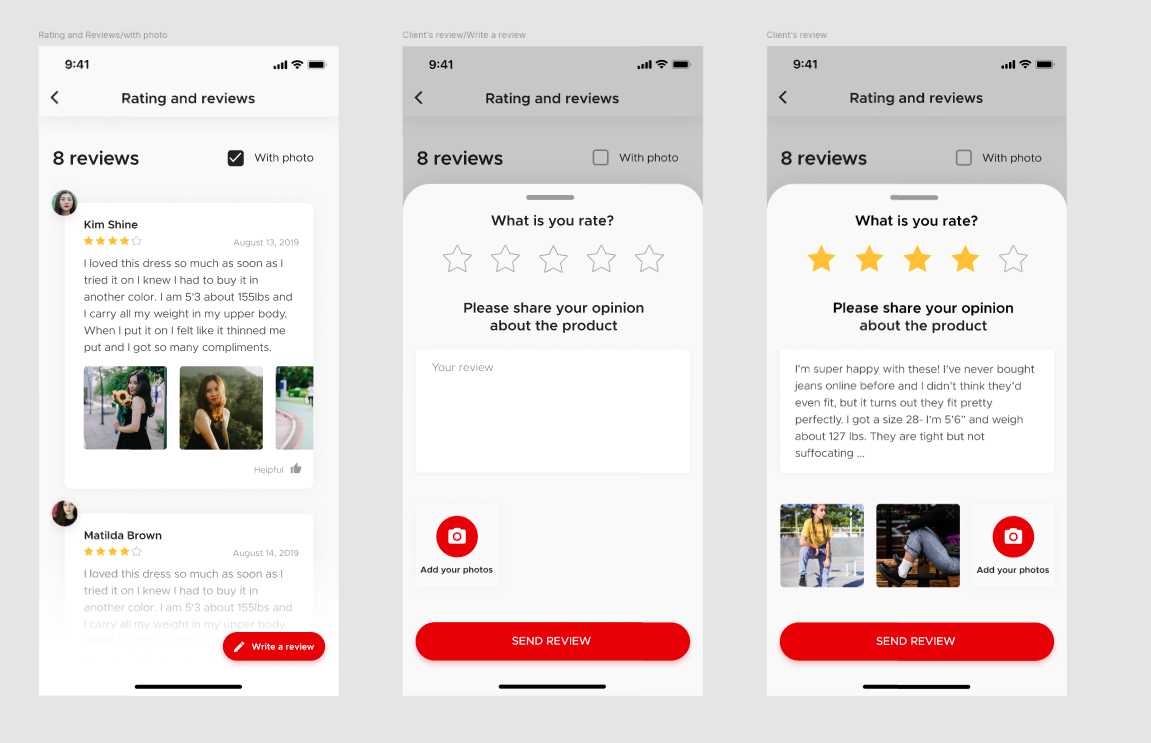 Rating and Reviews/with photo
9:41
Rating and reviews
8 reviews
With photo
Kim Shine
August 13, 2019
I loved this dress so much as soon as I
tried it on I knew I had to buy it in
another color. I am 5'3 about 155lbs and
I carry all my weight in my upper body.
When I put it on I felt like it thinned me
put and I got so many compliments.
Helpful
Matilda Brown
August 14, 2019
I loved this dress so much as soon as I
tried it on I knew I had to buy it in
another color. I am 5'3 about 155lbs and
I carry all my weight in my upper body.
Write a review
Client's review/Write a review
9:41
Rating and reviews
8 reviews
With photo
What is you rate?
Please share your opinion
about the product
Your review
Add your photos
SEND REVIEW
Client's review
9:41
Rating and reviews
8 reviews
With photo
What is you rate?
Please share your opinion
about the product
I'm super happy with these! I've never bought
jeans online before and I didn't think they'd
even fit, but it turns out they fit pretty
perfectly. I got a size 28- I'm 5'6” and weigh
about 127 lbs. They are tight but not
suffocating ...
Add your photos
SEND REVIEW